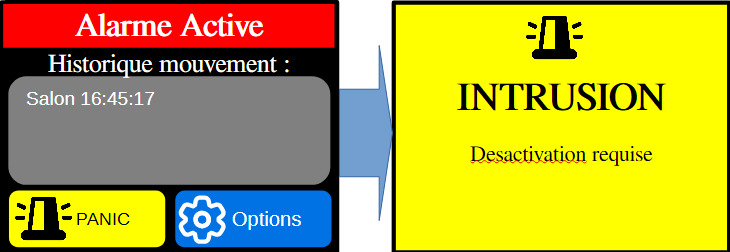 Alarme Active
Historique mouvement :
Salon 16:45:17
PANIC
Options
INTRUSION
Desactivation requise